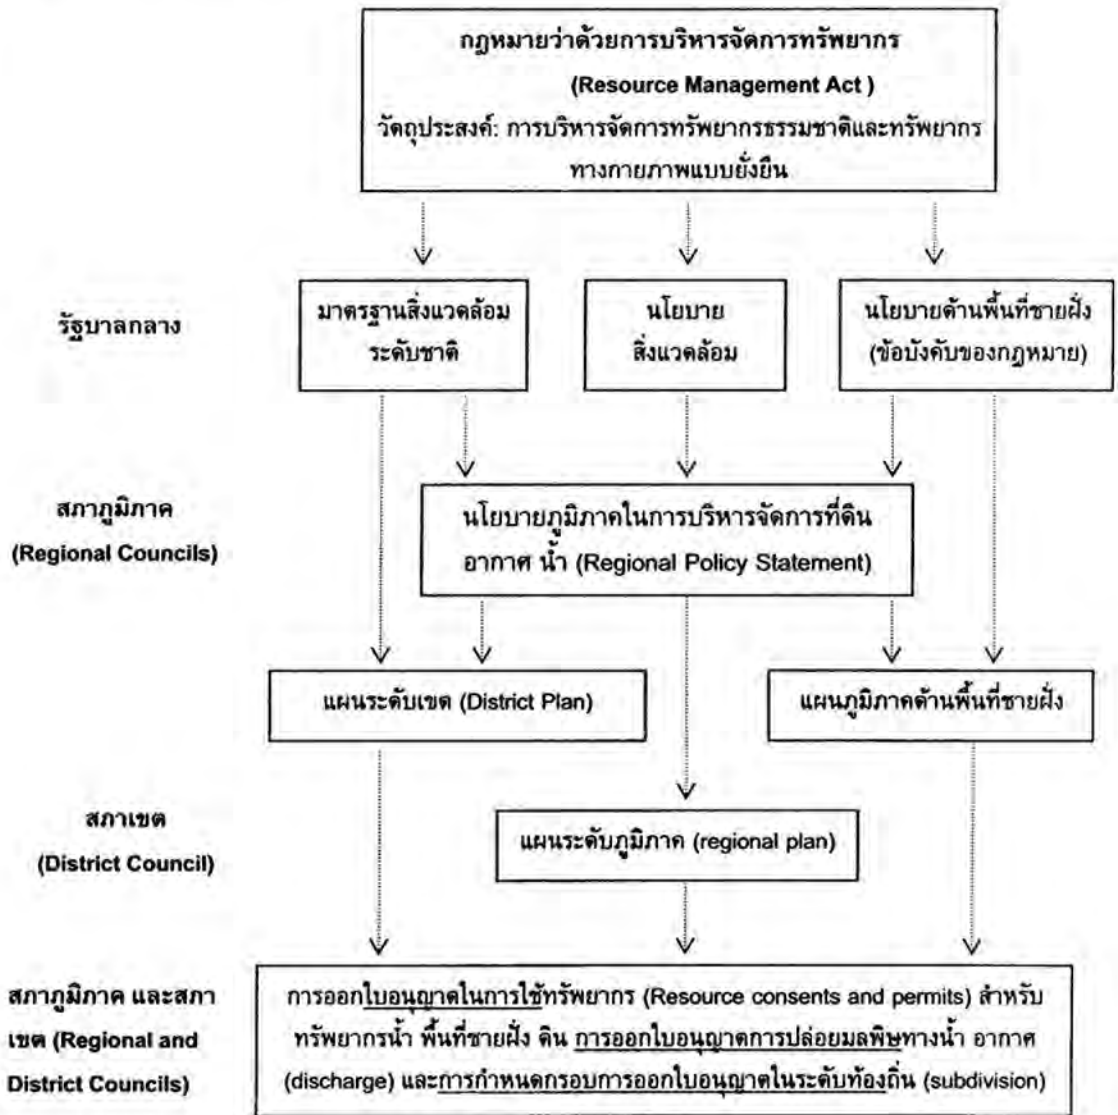 กฎหมายว่าด้วยการบริหารจัดการทรัพยากร
(Resource Management Act )
วัตถุประสงค์: การบริหารจัดการทรัพยากรธรรมชาติและทรัพยากร
ทางกายภาพแบบยั่งยืน
รัฐบาลกลาง
มาตรฐานสิ่งแวดล้อม
ระดับชาติ
นโยบาย
สิ่งแวดล้อม
นโยบายด้านพื้นที่ชายฝั่ง
(ข้อบังคับของกฎหมาย)
สภาภูมิภาค
(Regional Councils)
นโยบายภูมิภาคในการบริหารจัดการที่ดิน
อากาศ น้ำ (Regional Policy Statement)
แผนระดับเขต (District Plan)
แผนภูมิภาคด้านพื้นที่ชายฝั่ง
สภาเขต
(District Council)
แผนระดับภูมิภาค (regional plan)
สภาภูมิภาค และสภา
เขต (Regional and
District Councils)
การออกใบอนุญาตในการใช้ทรัพยากร (Resource consents and permits) สำหรับ
ทรัพยากรน้ำ พื้นที่ชายฝั่ง ดิน การออกใบอนุญาตการปล่อยมลพิษทางน้ำ อากาศ
(discharge) และการกำหนดกรอบการออกใบอนุญาตในระดับท้องถิ่น (subdivision)